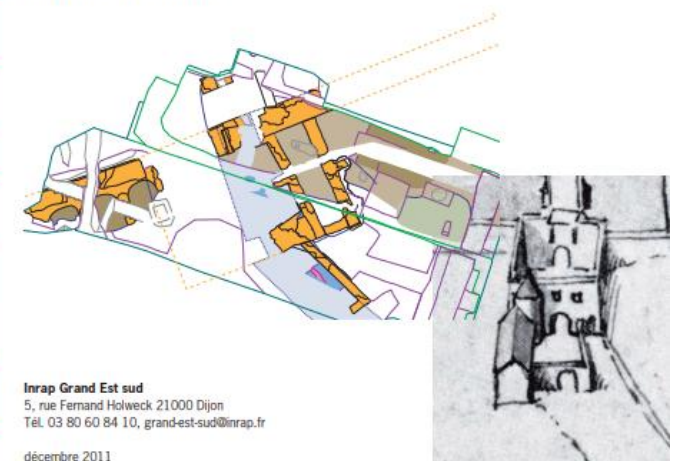 Inrap Grand Est sud
5, rue Fernand Holweck 21000 Dijon
Tél. 03 80 60 84 10, grand-est-sud@inrap.fr
décembre 2011